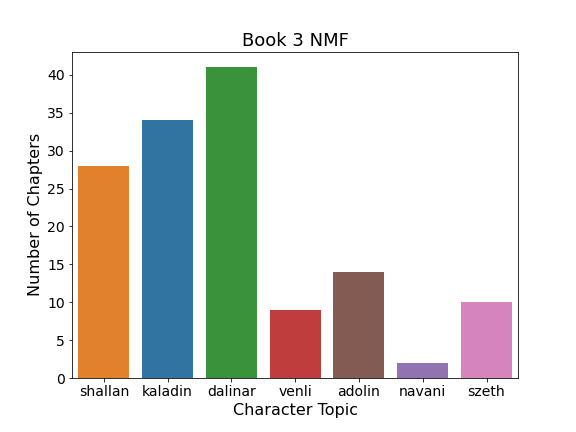 Book 3 NMF
40
35
30
25
20
15
10
5
0
Number of Chapters
shallan kaladin dalinar venli adolin navani szeth
Character Topic